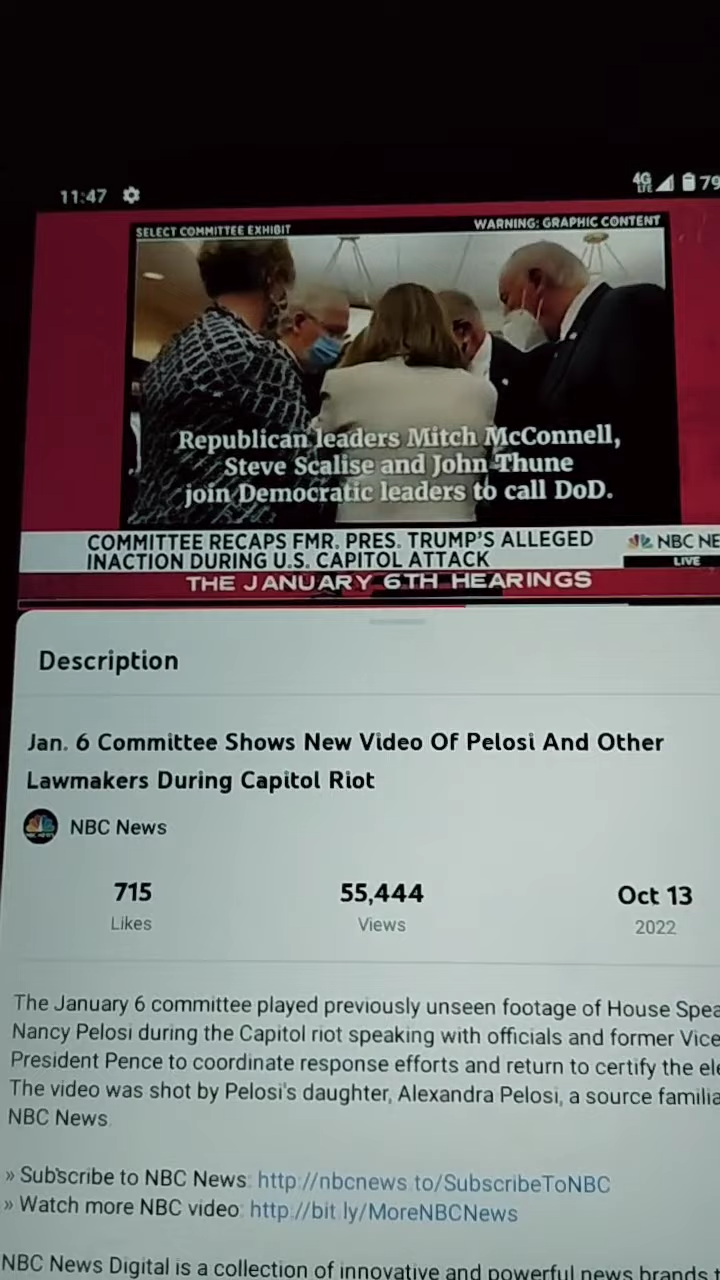 11:47
4G
LTE
79
SELECT COMMITTEE EXHIBIT
WARNING: GRAPHIC CONTENT
Republican leaders Mitch McConnell,
Steve Scalise and John Thune
join Democratic leaders to call DoD.
COMMITTEE RECAPS FMR. PRES. TRUMP'S ALLEGED
INACTION DURING U.S. CAPITOL ATTACK
NBC NE
LIVE
THE JANUARY 6TH HEARINGS
Description
Jan. 6 Committee Shows New Video Of Pelosi And Other
Lawmakers During Capitol Riot
NBC News
715
55,444
Oct 13
Likes
Views
2022
The January 6 committee played previously unseen footage of House Spea
Nancy Pelosi during the Capitol riot speaking with officials and former Vice
President Pence to coordinate response efforts and return to certify the ele
The video was shot by Pelosi's daughter, Alexandra Pelosi, a source familia
NBC News.
» Subscribe to NBC News: http://nbcnews.to/SubscribeToNBC
» Watch more NBC video: http://bit.ly/MoreNBCNews
NBC News Digital is a collection of innovative and powerful news brands t